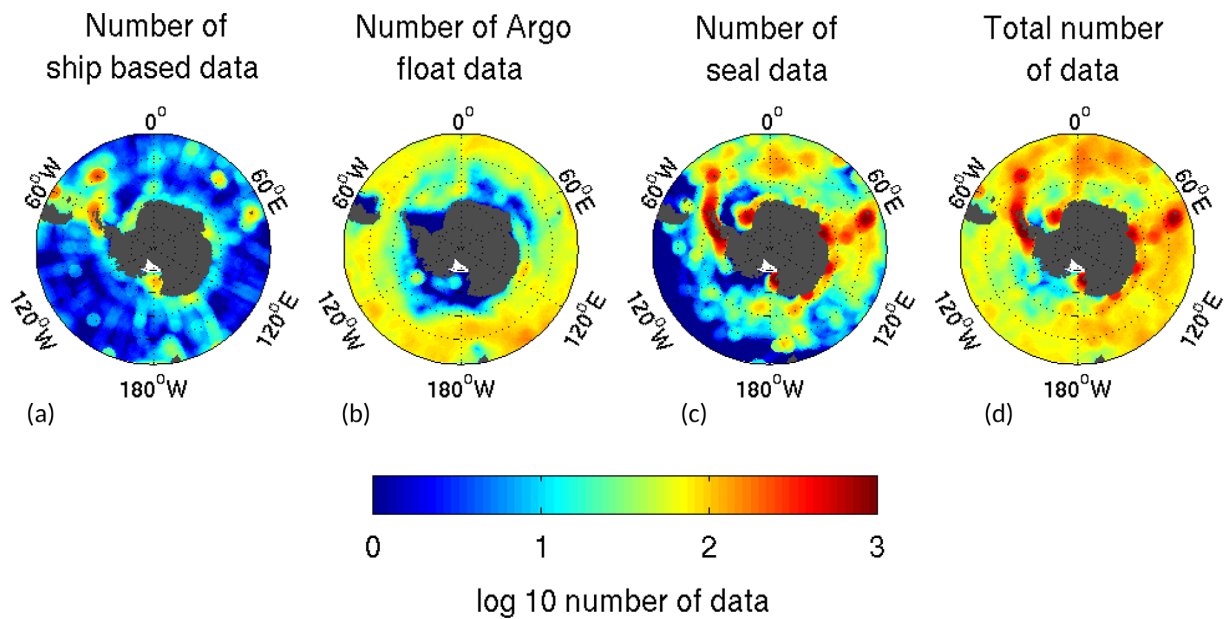 Number of
ship based data
Number of Argo
float data
Number of
seal data
Total number
of data
0°
60°W
60°E
120°W
120°E
180°W
0°
60°W
60°E
120°W
120°E
180°W
0°
60°W
60°E
120°W
120°E
180°W
0°
60°W
60°E
120°W
120°E
180°W
(a)
(b)
(c)
(d)
0 1 2 3
log 10 number of data